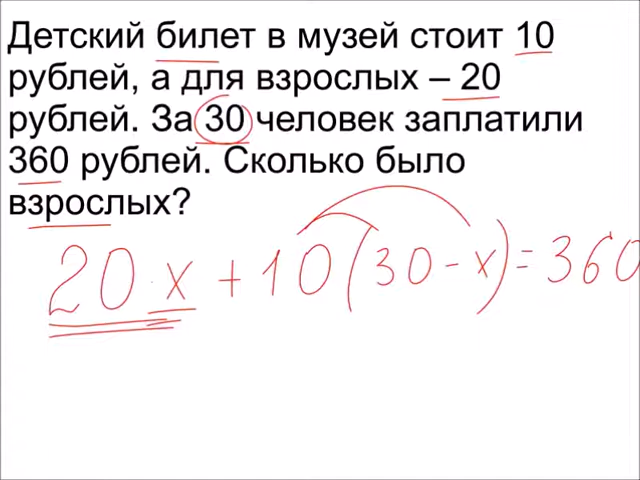 Детский билет в музей стоит 10
рублей, а для взрослых – 20
рублей. За 30 человек заплатили
360 рублей. Сколько было
взрослых?
20·x + 10(30 - x) = 360